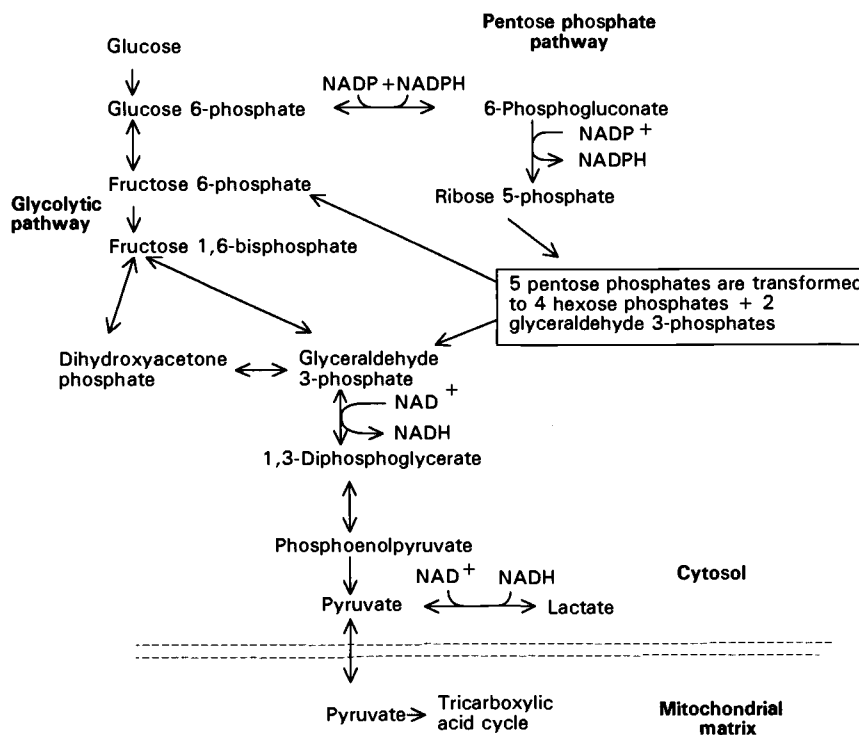 Pentose phosphate
pathway
Glucose
NADP+NADPH
Glucose 6-phosphate
6-Phosphogluconate
NADP+
NADPH
Fructose 6-phosphate
Ribose 5-phosphate
Glycolytic
pathway
Fructose 1,6-bisphosphate
5 pentose phosphates are transformed
to 4 hexose phosphates + 2
glyceraldehyde 3-phosphates
Dihydroxyacetone
phosphate
Glyceraldehyde
3-phosphate
NAD+
NADH
1,3-Diphosphoglycerate
Phosphoenolpyruvate
NAD+ NADH
Cytosol
Pyruvate
Lactate
Pyruvate
Tricarboxylic
acid cycle
Mitochondrial
matrix